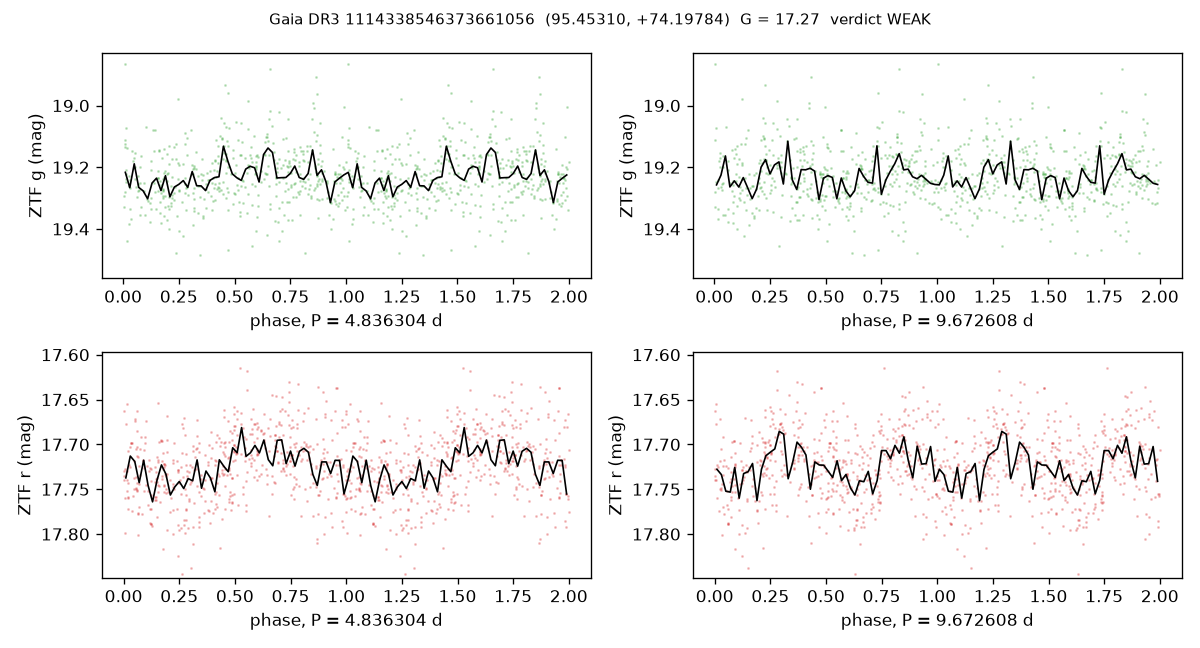 Gaia DR3 1114338546373661056 (95.45310, +74.19784) G = 17.27 verdict WEAK
ZTF g (mag)
19.0
19.2
19.4
0.00 0.25 0.50 0.75 1.00 1.25 1.50 1.75 2.00
phase, P = 4.836304 d
ZTF g (mag)
19.0
19.2
19.4
0.00 0.25 0.50 0.75 1.00 1.25 1.50 1.75 2.00
phase, P = 9.672608 d
ZTF r (mag)
17.60
17.65
17.70
17.75
17.80
0.00 0.25 0.50 0.75 1.00 1.25 1.50 1.75 2.00
phase, P = 4.836304 d
ZTF r (mag)
17.60
17.65
17.70
17.75
17.80
0.00 0.25 0.50 0.75 1.00 1.25 1.50 1.75 2.00
phase, P = 9.672608 d